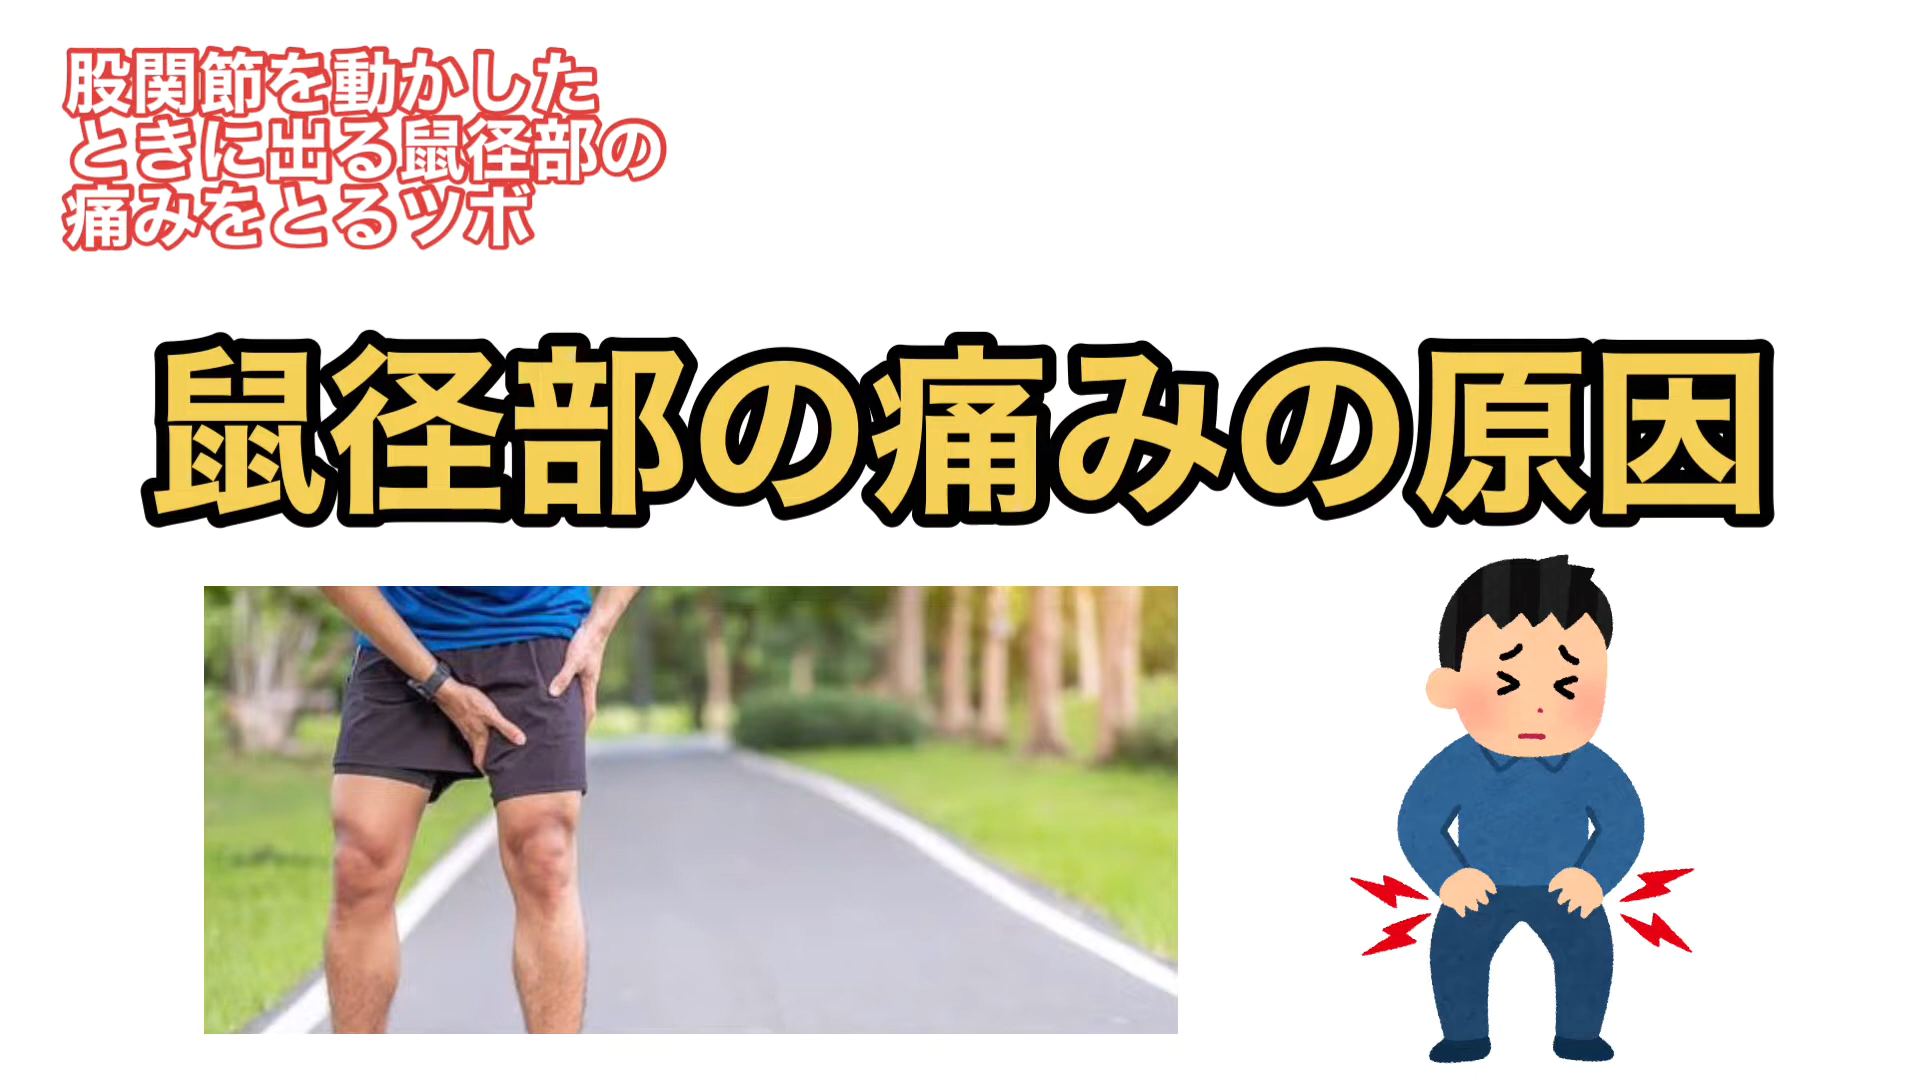 股関節を動かした
ときに出る鼠径部の
痛みをとるツボ
鼠径部の痛みの原因